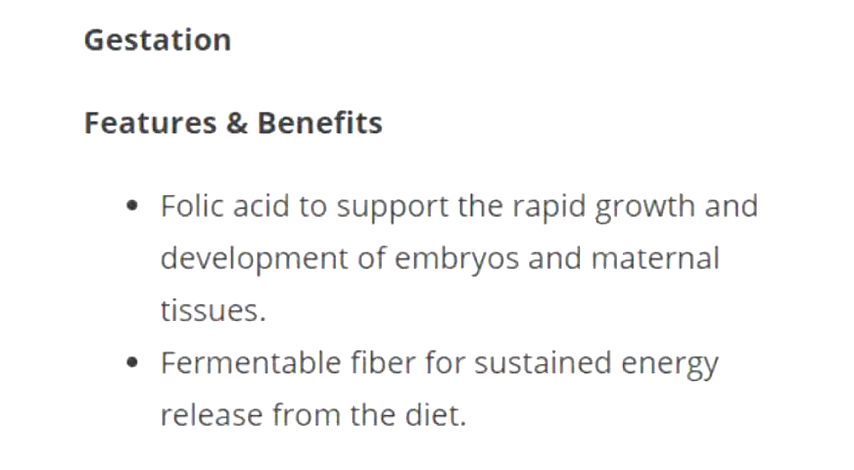 Gestation
Features & Benefits
• Folic acid to support the rapid growth and
development of embryos and maternal
tissues.
• Fermentable fiber for sustained energy
release from the diet.